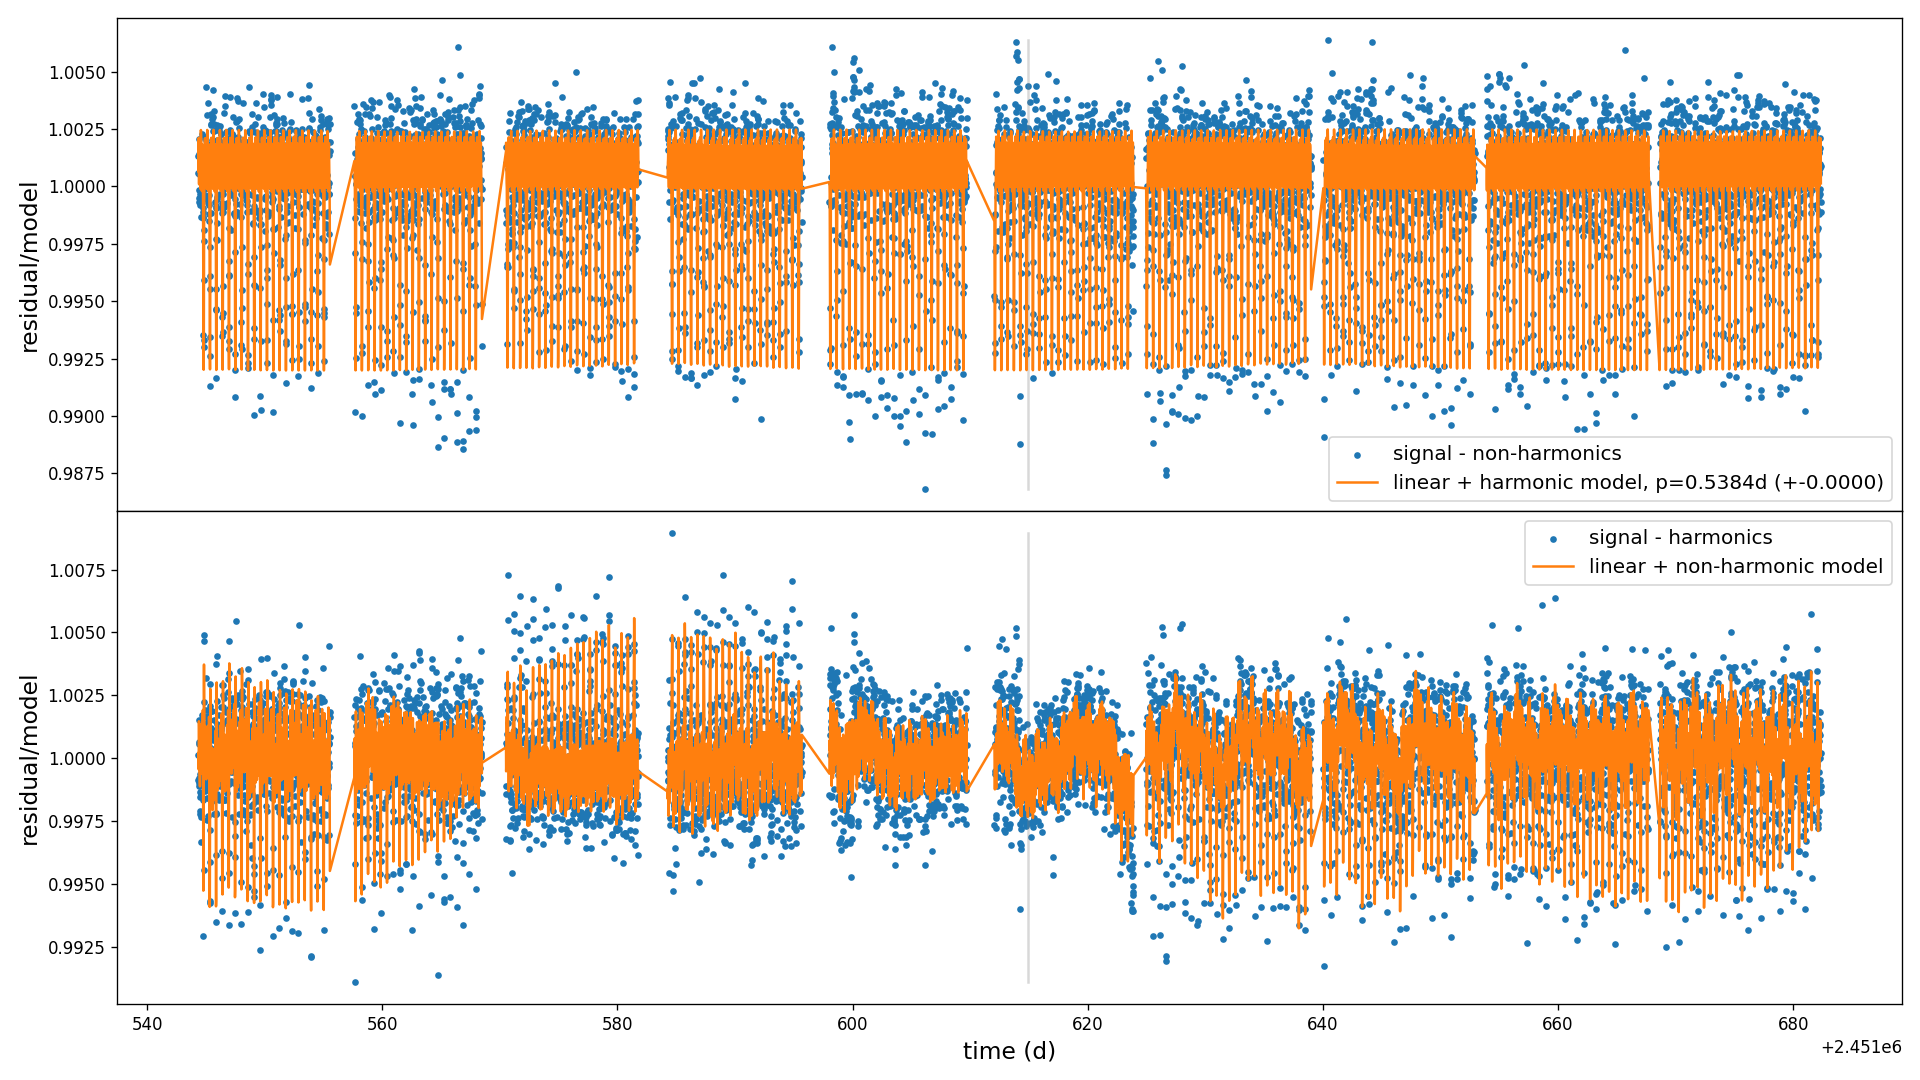 residual/model
1.0050
1.0025
1.0000
0.9975
0.9950
0.9925
0.9900
0.9875
signal - non-harmonics
linear + harmonic model, p=0.5384d (+-0.0000)
residual/model
1.0075
1.0050
1.0025
1.0000
0.9975
0.9950
0.9925
signal - harmonics
linear + non-harmonic model
540 560 580 600 620 640 660 680
time (d)
+2.451e6